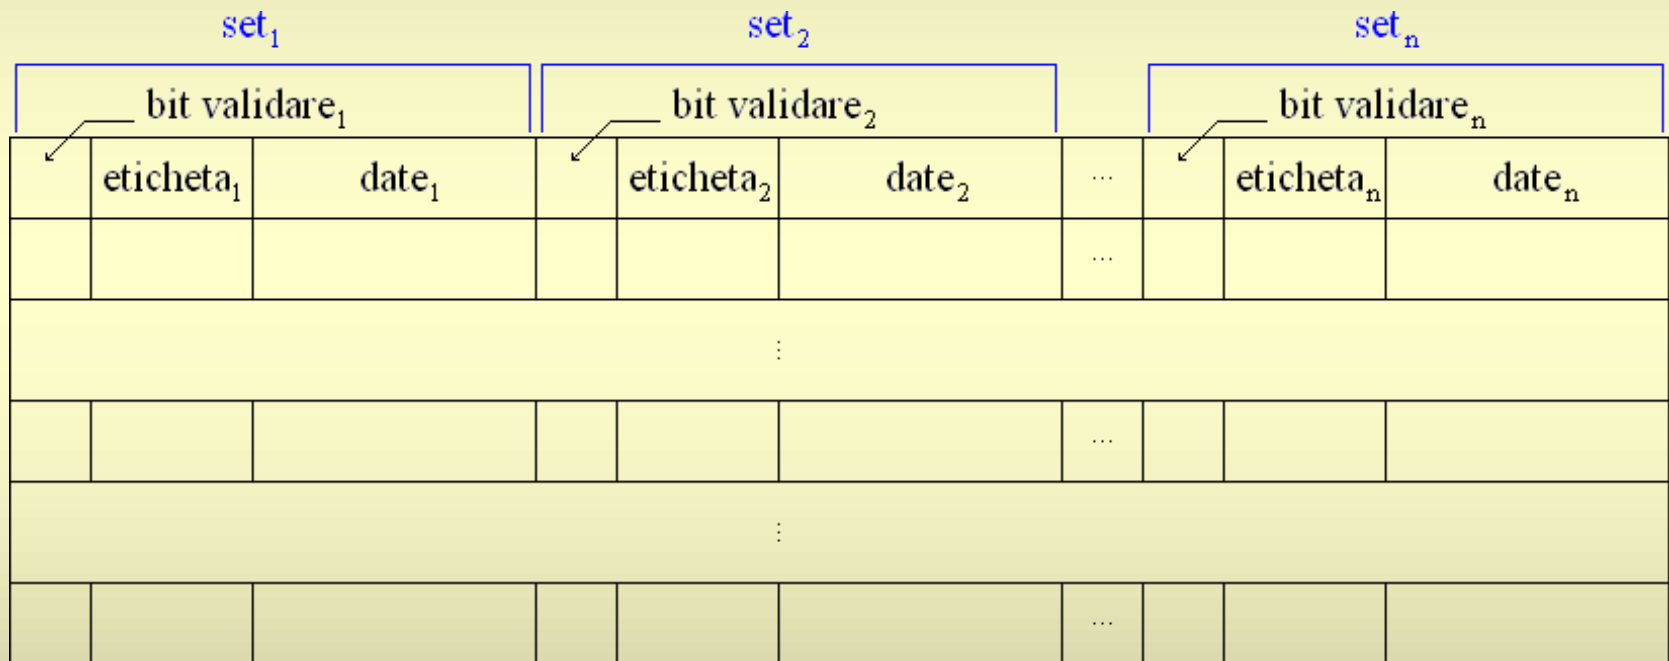 set₁ set₂ setₙ
bit validare₁ bit validare₂ bit validareₙ
eticheta₁ date₁ eticheta₂ date₂ ... etichetaₙ dateₙ
...
⋮
...
⋮
...